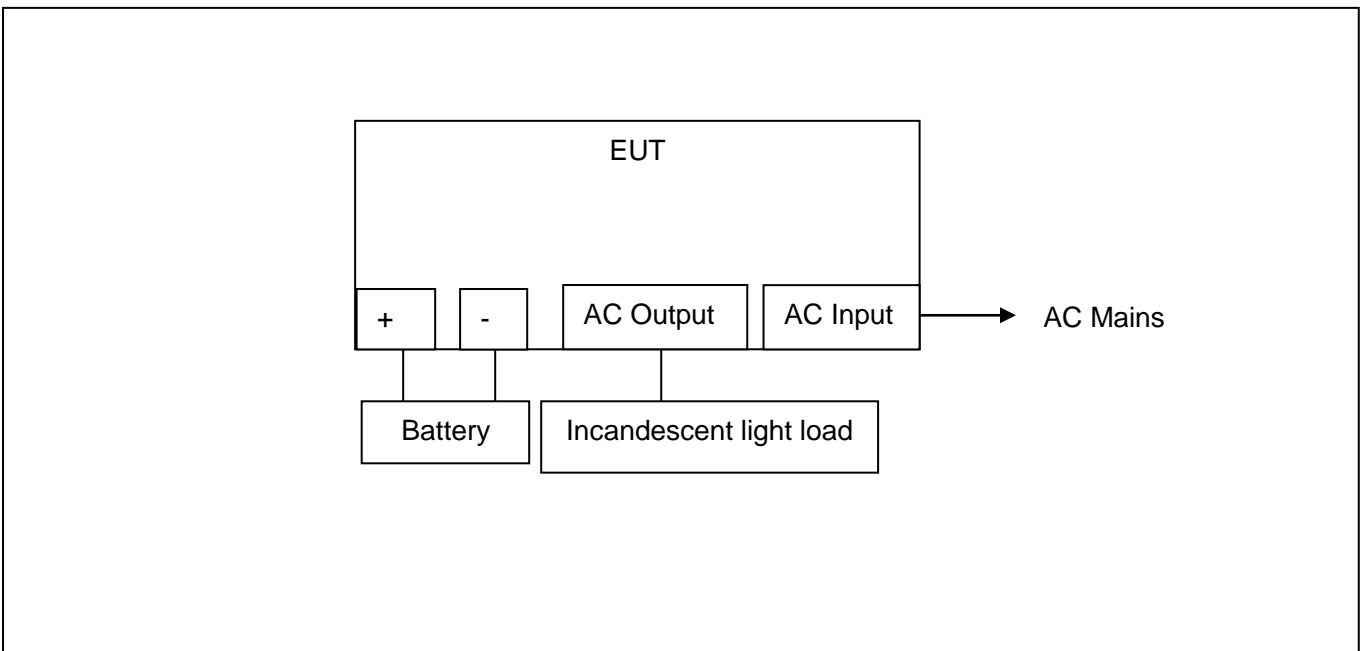 EUT
+
-
AC Output
AC Input
AC Mains
Battery
Incandescent light load